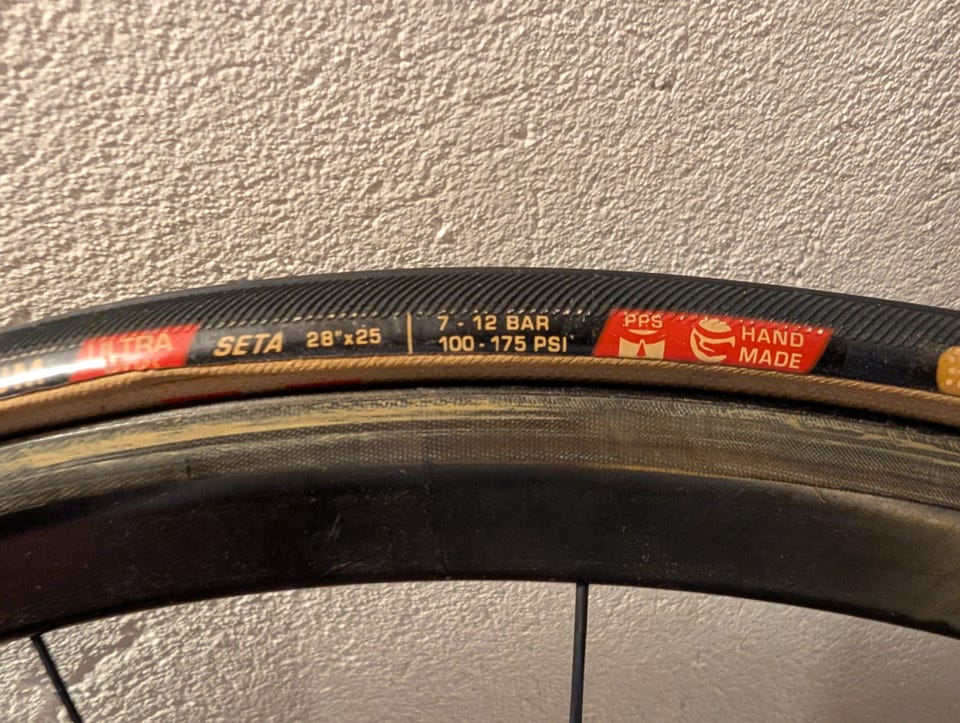 M
ULTRA
SETA 28"x25
7 - 12 BAR
100 - 175 PSI
PPS
HAND
MADE